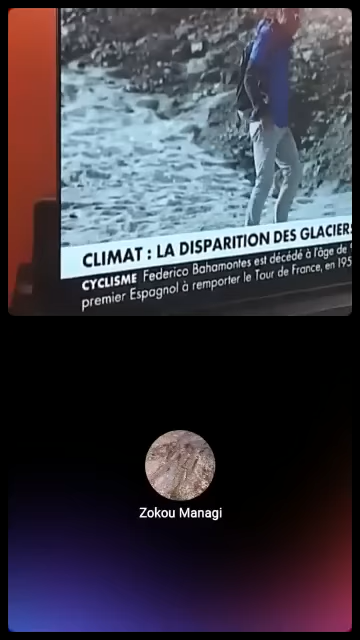 CLIMAT : LA DISPARITION DES GLACIERS
CYCLISME Federico Bahamontes est décédé à l'âge de
premier Espagnol à remporter le Tour de France, en 195
Zokou Managi